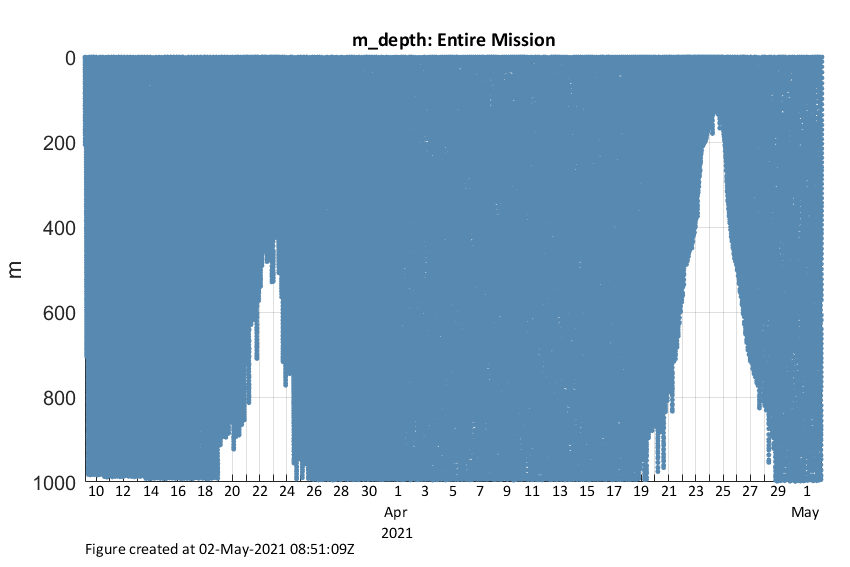 m_depth: Entire Mission
0
200
400
600
800
1000
m
10 12 14 16 18 20 22 24 26 28 30 1 3 5 7 9 11 13 15 17 19 21 23 25 27 29 1
Apr May
2021
Figure created at 02-May-2021 08:51:09Z